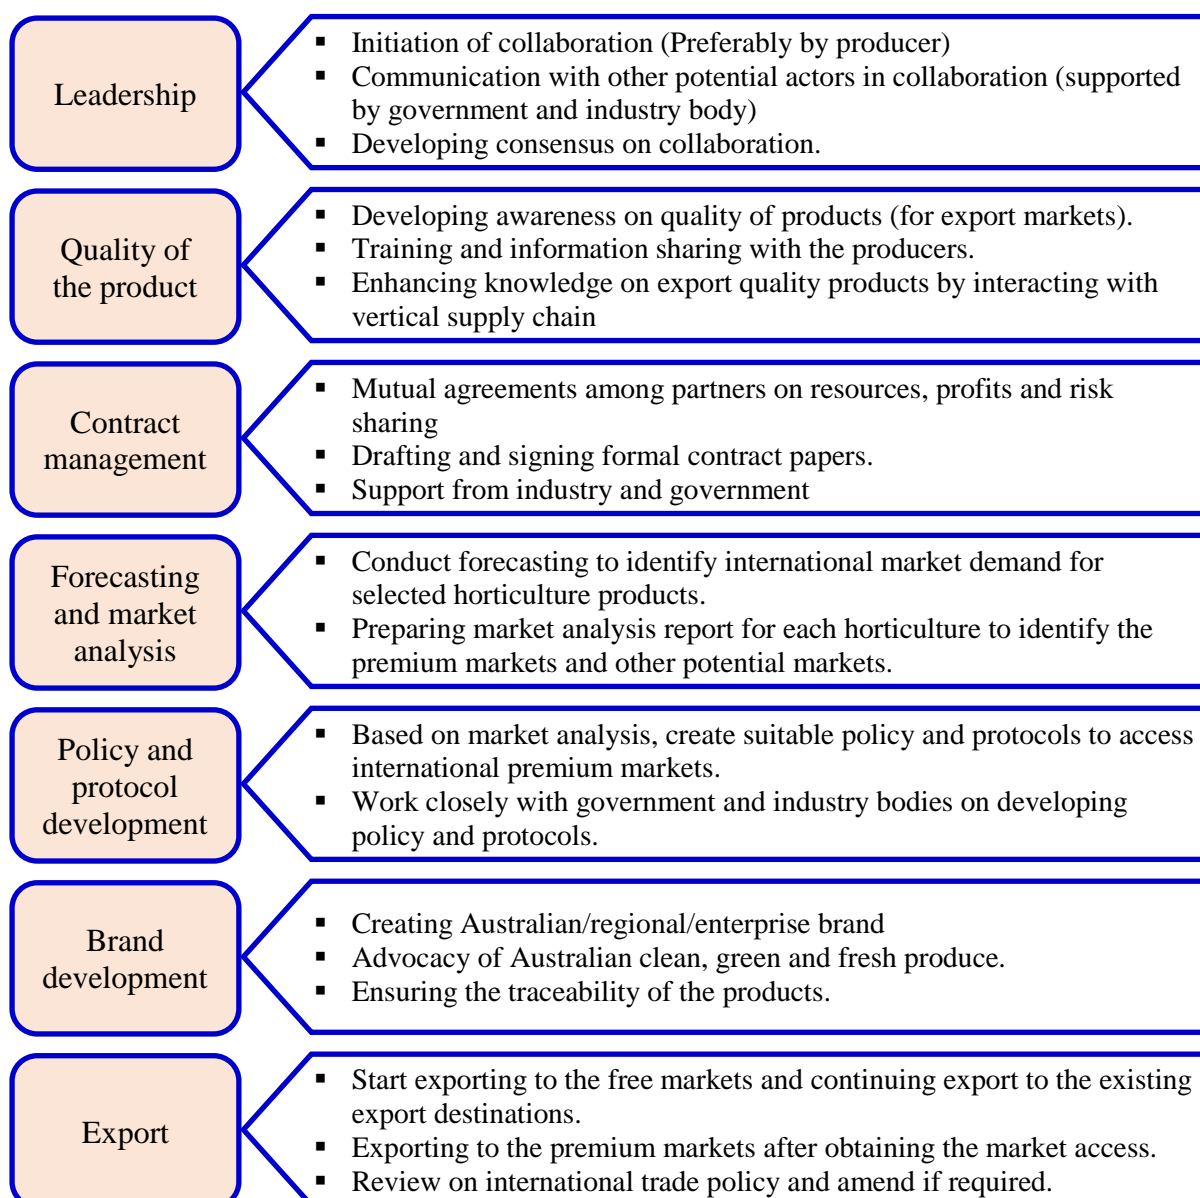 Leadership
▪ Initiation of collaboration (Preferably by producer)
▪ Communication with other potential actors in collaboration (supported
by government and industry body)
▪ Developing consensus on collaboration.
Quality of
the product
▪ Developing awareness on quality of products (for export markets).
▪ Training and information sharing with the producers.
▪ Enhancing knowledge on export quality products by interacting with
vertical supply chain
Contract
management
▪ Mutual agreements among partners on resources, profits and risk
sharing
▪ Drafting and signing formal contract papers.
▪ Support from industry and government
Forecasting
and market
analysis
▪ Conduct forecasting to identify international market demand for
selected horticulture products.
▪ Preparing market analysis report for each horticulture to identify the
premium markets and other potential markets.
Policy and
protocol
development
▪ Based on market analysis, create suitable policy and protocols to access
international premium markets.
▪ Work closely with government and industry bodies on developing
policy and protocols.
Brand
development
▪ Creating Australian/regional/enterprise brand
▪ Advocacy of Australian clean, green and fresh produce.
▪ Ensuring the traceability of the products.
Export
▪ Start exporting to the free markets and continuing export to the existing
export destinations.
▪ Exporting to the premium markets after obtaining the market access.
▪ Review on international trade policy and amend if required.